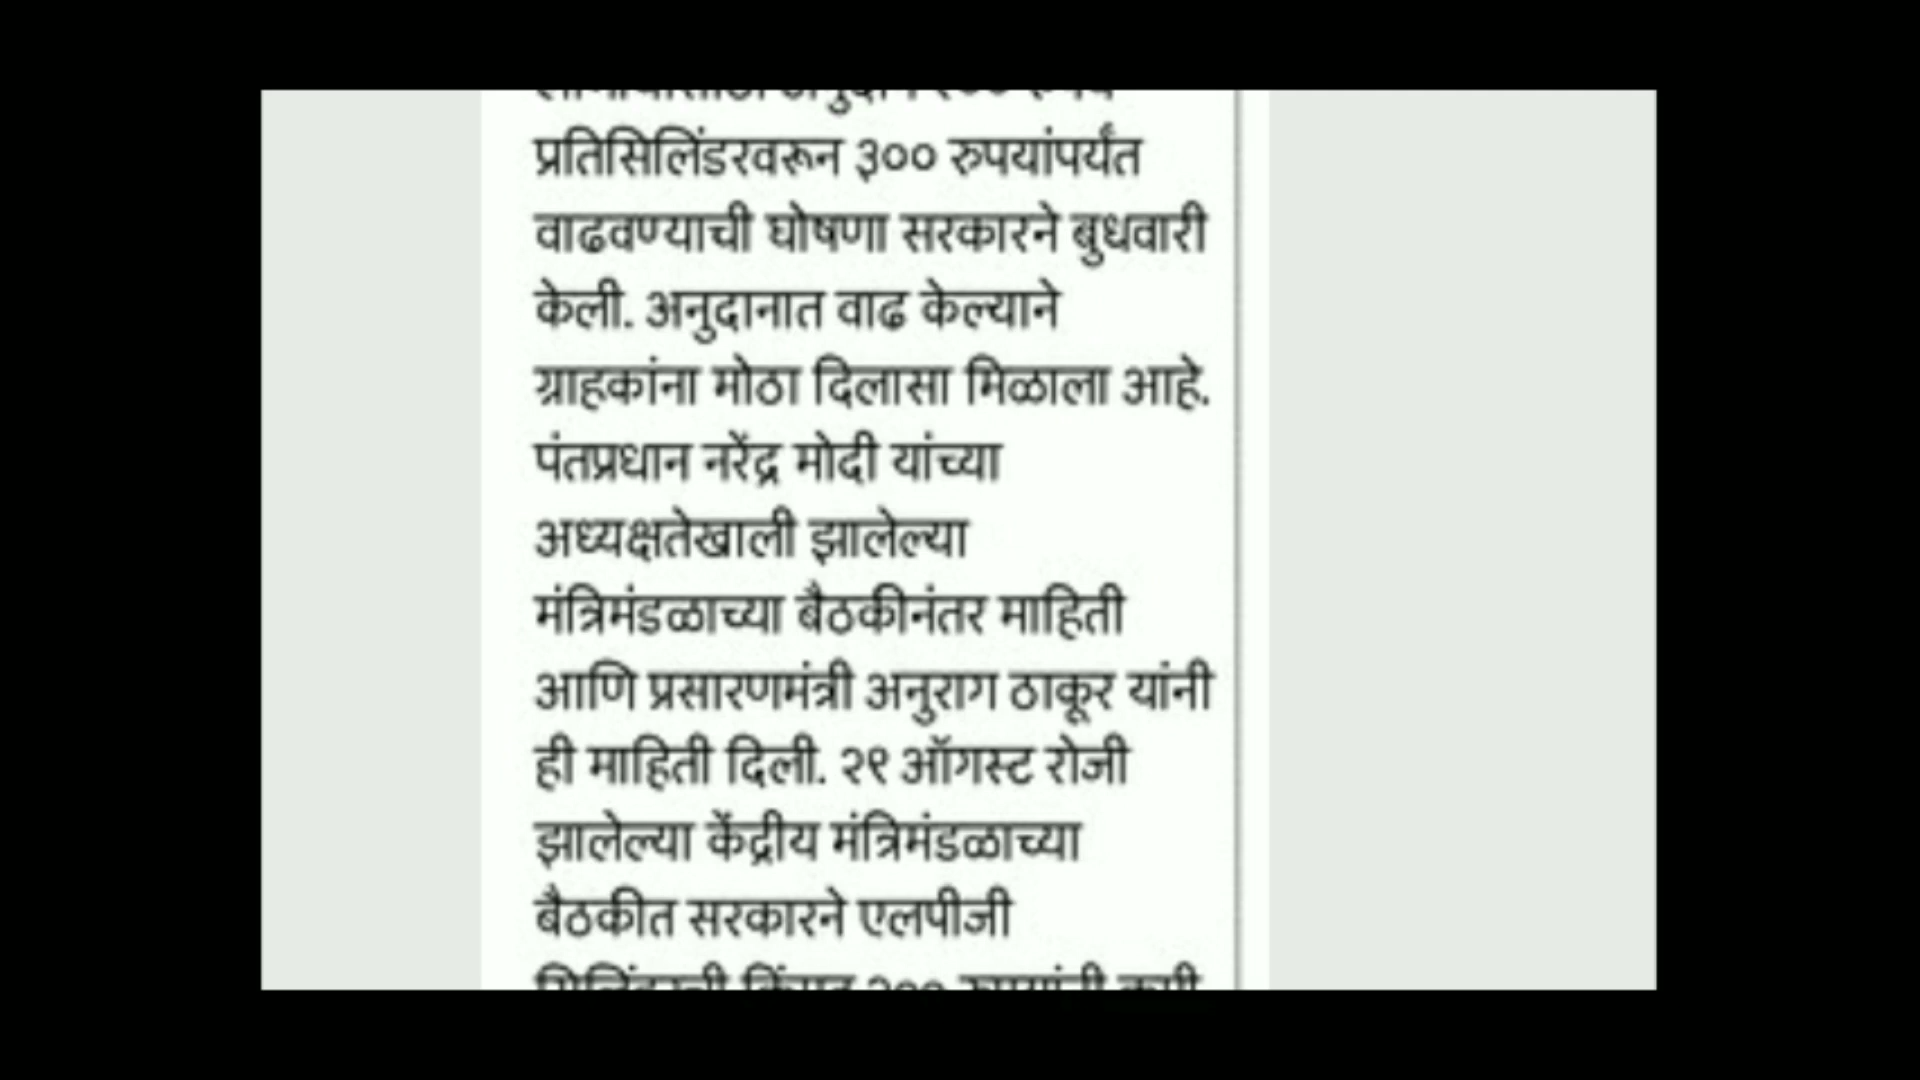 प्रतिसिलिंडरवरून ३०० रुपयांपर्यंत
वाढवण्याची घोषणा सरकारने बुधवारी
केली. अनुदानात वाढ केल्याने
ग्राहकांना मोठा दिलासा मिळाला आहे.
पंतप्रधान नरेंद्र मोदी यांच्या
अध्यक्षतेखाली झालेल्या
मंत्रिमंडळाच्या बैठकीनंतर माहिती
आणि प्रसारणमंत्री अनुराग ठाकूर यांनी
ही माहिती दिली. २९ ऑगस्ट रोजी
झालेल्या केंद्रीय मंत्रिमंडळाच्या
बैठकीत सरकारने एलपीजी